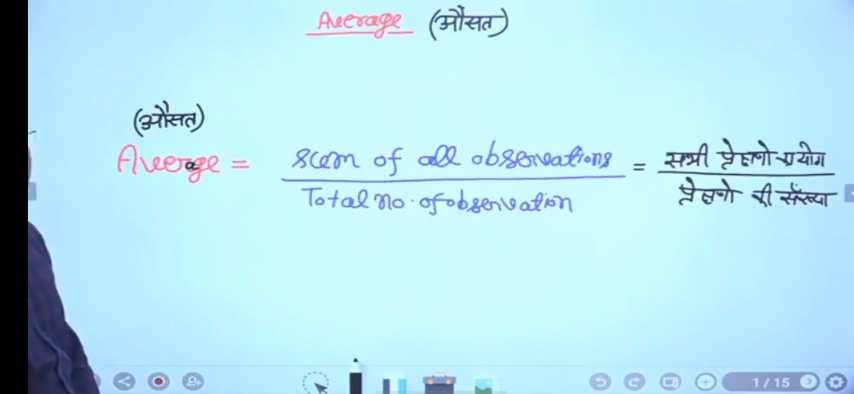 Average (औसत)
(औसत)
Average = sum of all observations / Total no. of observation = सभी प्रेक्षणो का योग / प्रेक्षणो की संख्या
1 / 15